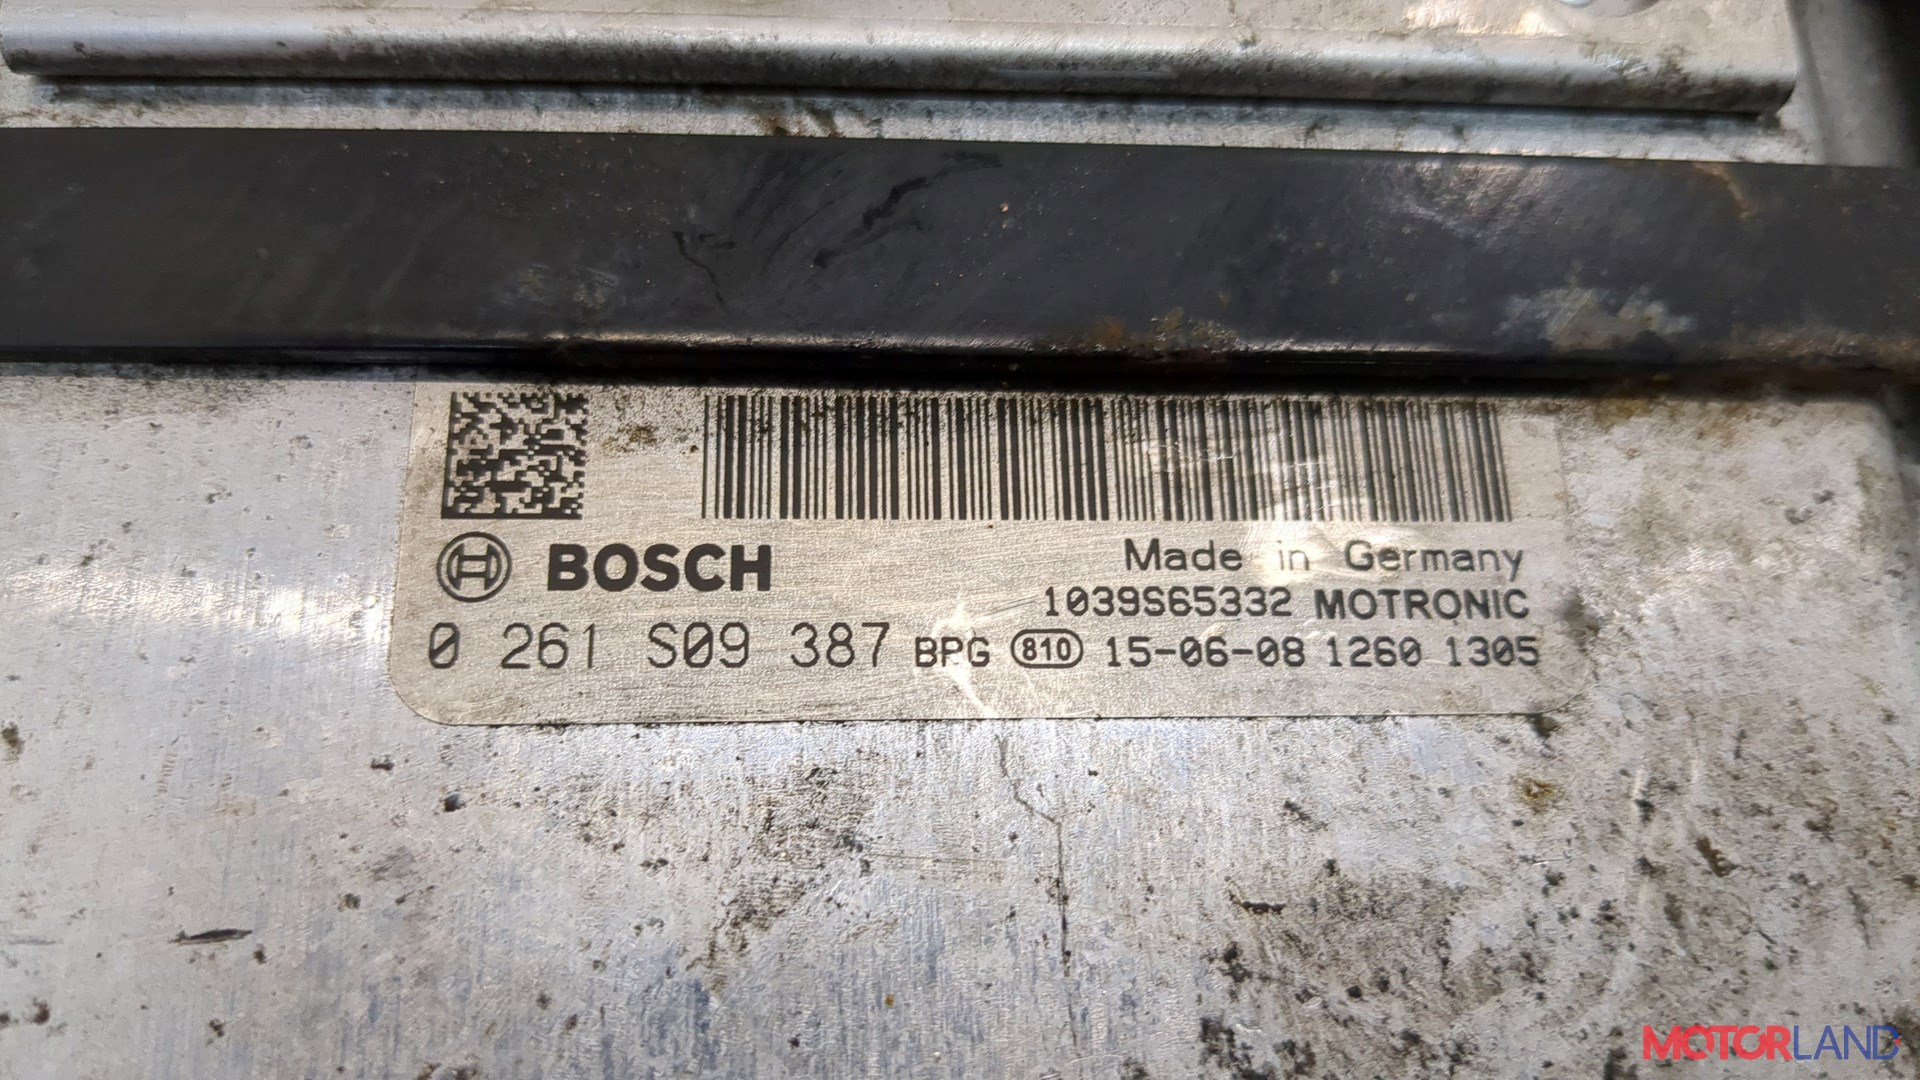 BOSCH
Made in Germany
1039S65332 MOTRONIC
0 261 S09 387 BPG 810 15-06-08 1260 1305
MOTORLAND